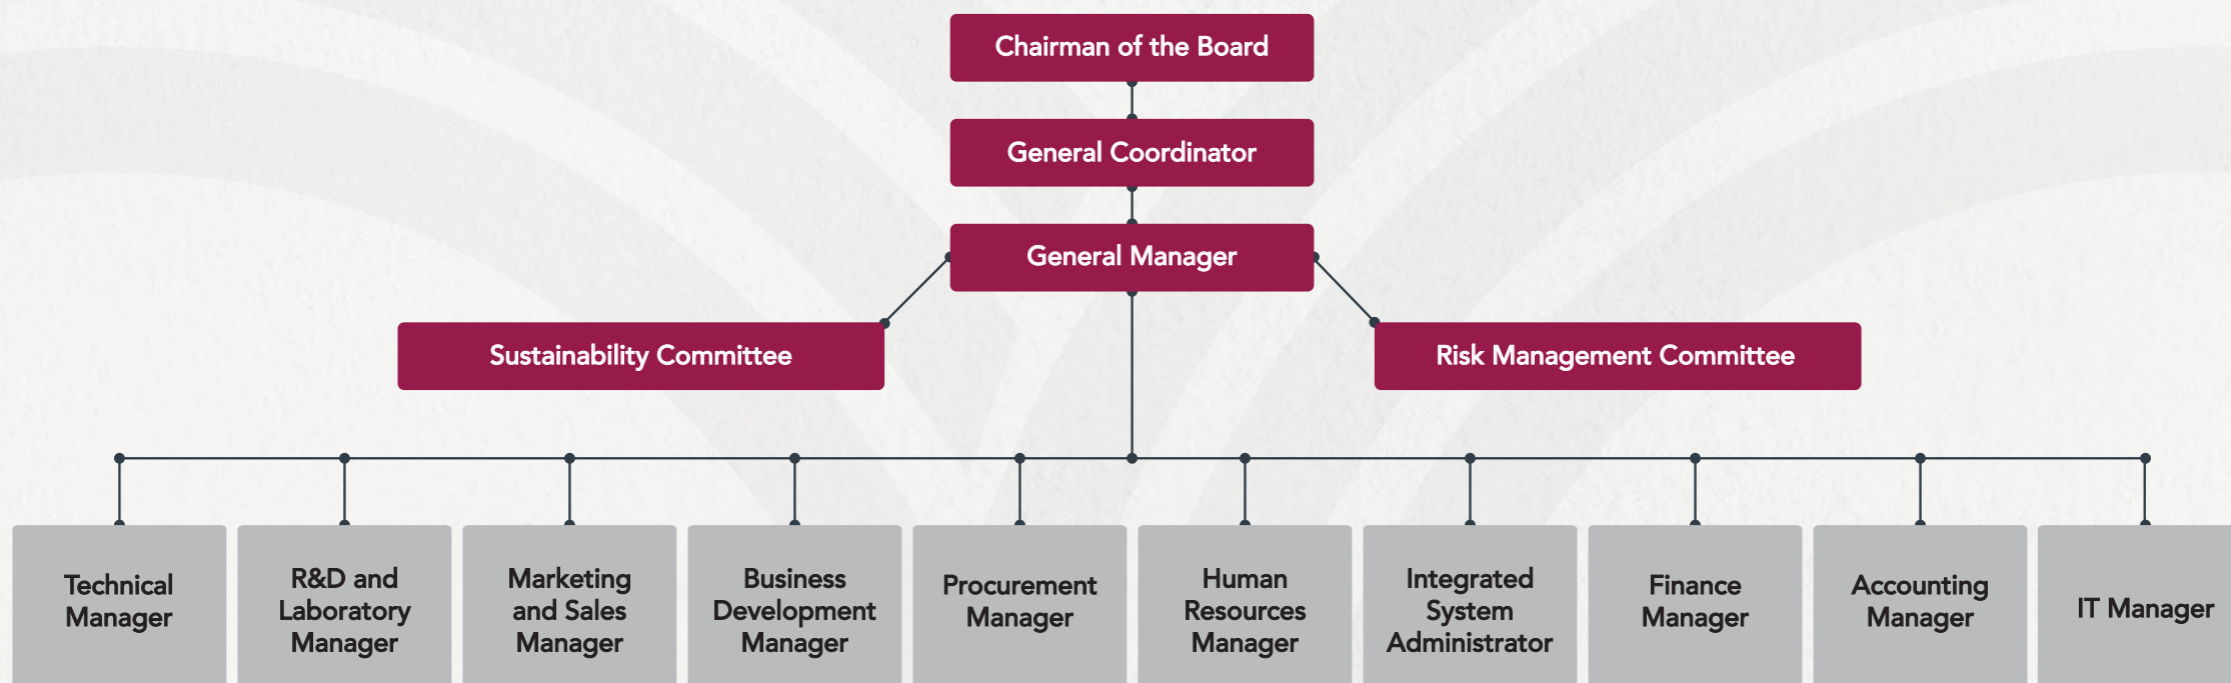 Chairman of the Board
General Coordinator
General Manager
Sustainability Committee
Risk Management Committee
Technical
Manager
R&D and
Laboratory
Manager
Marketing
and Sales
Manager
Business
Development
Manager
Procurement
Manager
Human
Resources
Manager
Integrated
System
Administrator
Finance
Manager
Accounting
Manager
IT Manager